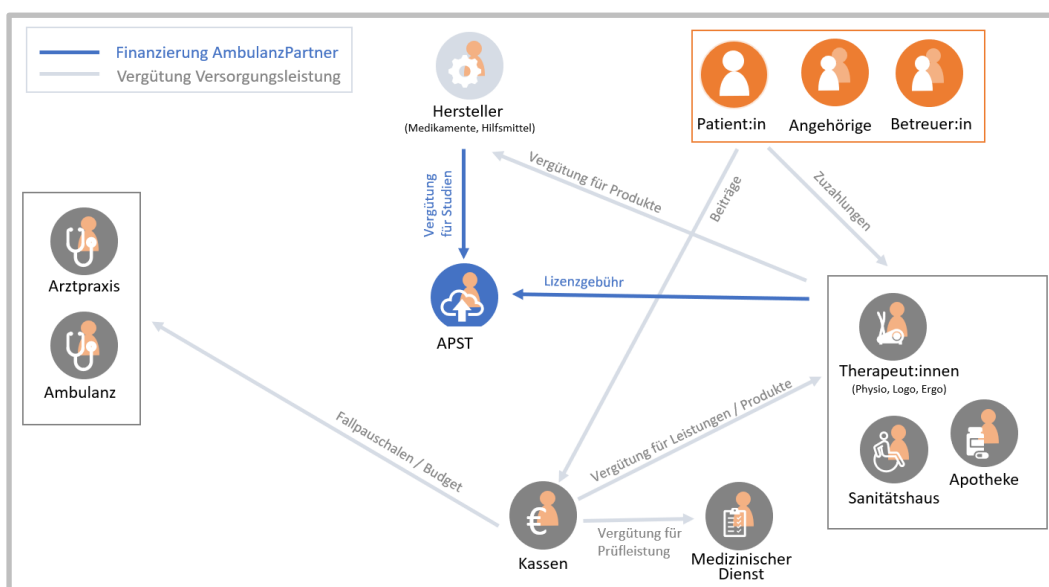 Finanzierung AmbulanzPartner
Vergütung Versorgungsleistung
Hersteller
(Medikamente, Hilfsmittel)
Patient:in
Angehörige
Betreuer:in
Vergütung für Produkte
Beiträge
Zuzahlungen
Vergütung
für Studien
Arztpraxis
Ambulanz
Lizenzgebühr
APST
Therapeut:innen
(Physio, Logo, Ergo)
Sanitätshaus
Apotheke
Fallpauschalen / Budget
Vergütung für Leistungen / Produkte
€
Kassen
Vergütung für
Prüfleistung
Medizinischer
Dienst